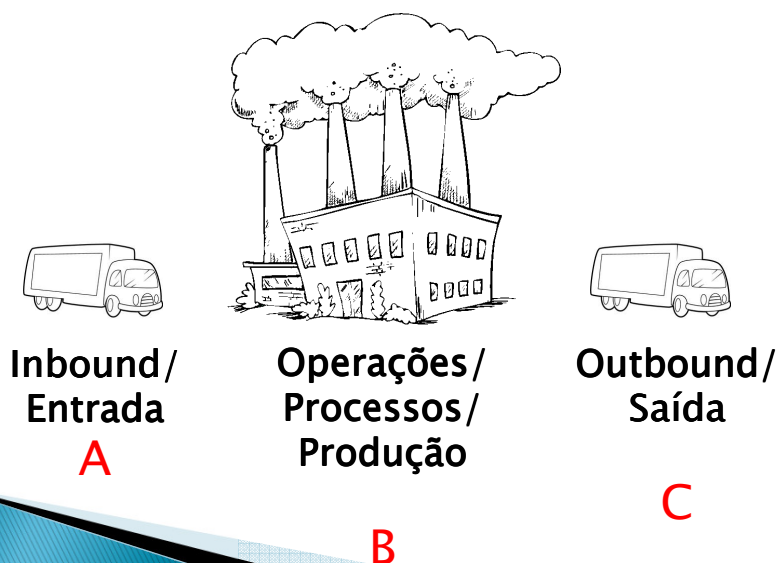 Inbound/
Entrada
A
Operações/
Processos/
Produção
B
Outbound/
Saída
C